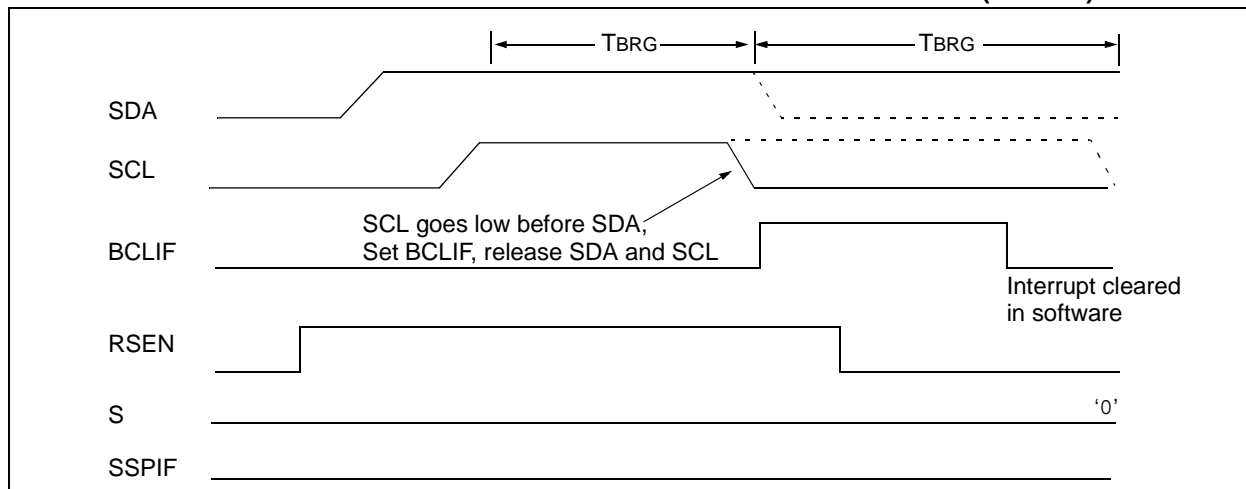 TBRG TBRG
SDA
SCL
SCL goes low before SDA,
Set BCLIF, release SDA and SCL
BCLIF
Interrupt cleared
in software
RSEN
S
‘0’
SSPIF